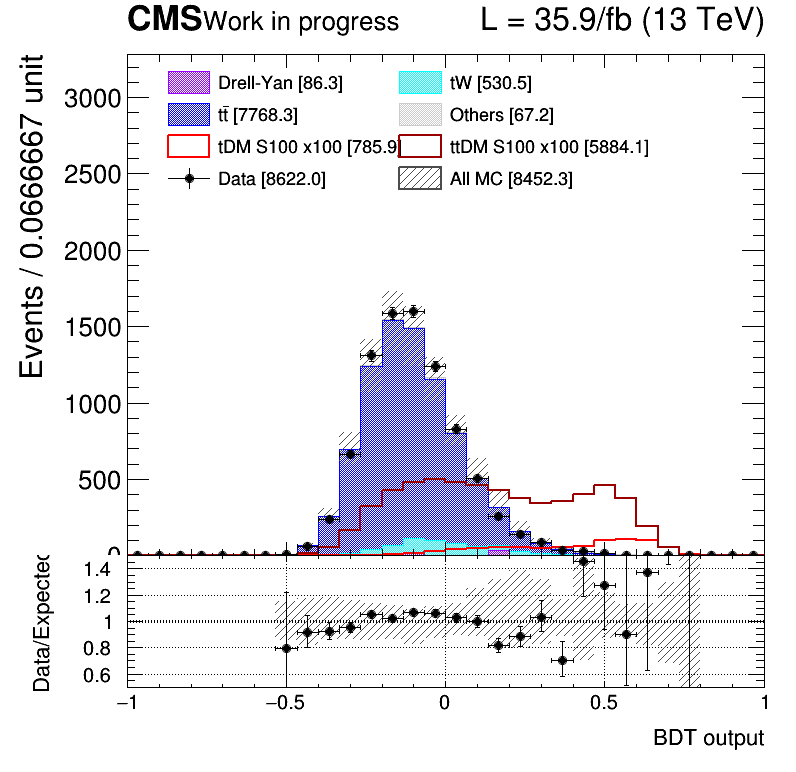 CMS Work in progress L = 35.9/fb (13 TeV)
Events / 0.0666667 unit
3000
2500
2000
1500
1000
500
0
Drell-Yan [86.3] tW [530.5]
tt̄ [7768.3] Others [67.2]
tDM S100 x100 [785.9] ttDM S100 x100 [5884.1]
Data [8622.0] All MC [8452.3]
Data/Expected
1.4
1.2
1
0.8
0.6
−1 −0.5 0 0.5 1
BDT output